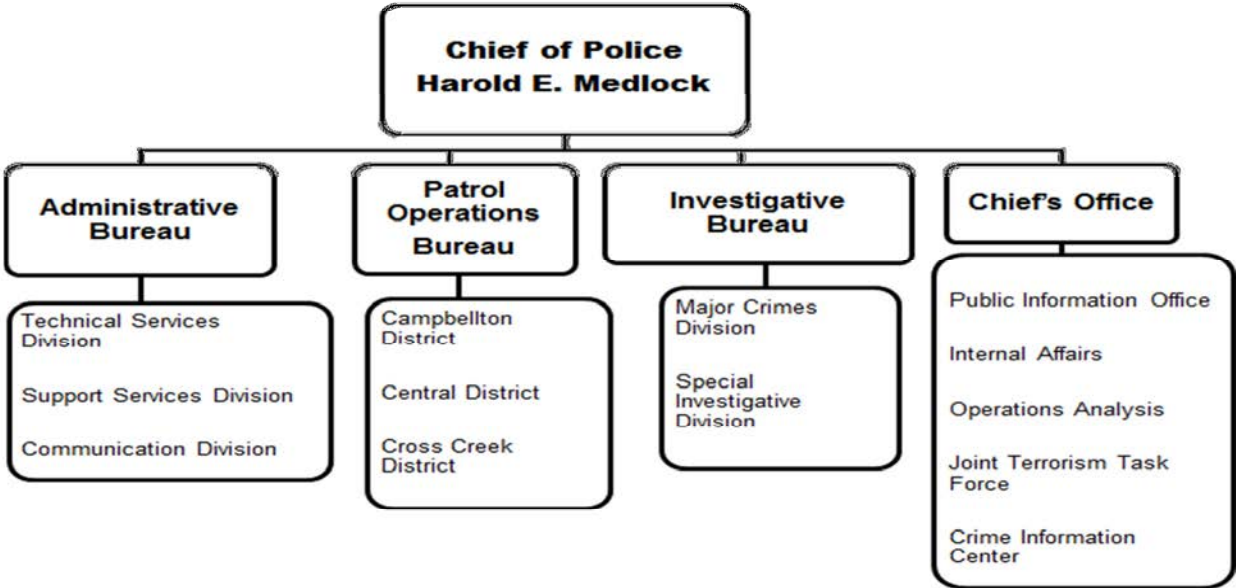 Chief of Police
Harold E. Medlock
Administrative
Bureau
Technical Services
Division
Support Services Division
Communication Division
Patrol
Operations
Bureau
Campbellton
District
Central District
Cross Creek
District
Investigative
Bureau
Major Crimes
Division
Special
Investigative
Division
Chief's Office
Public Information Office
Internal Affairs
Operations Analysis
Joint Terrorism Task
Force
Crime Information
Center